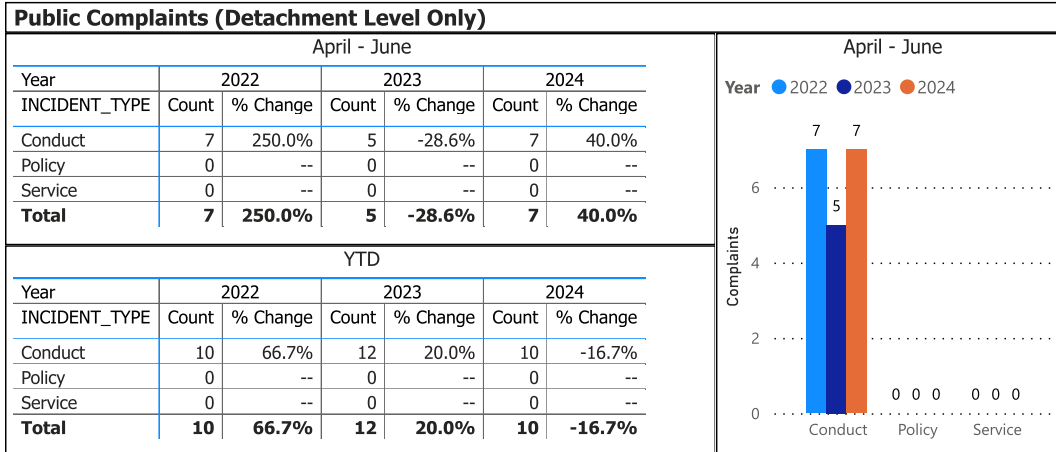 Public Complaints (Detachment Level Only)
April - June
Year 2022 2023 2024
INCIDENT_TYPE Count % Change Count % Change Count % Change
Conduct 7 250.0% 5 -28.6% 7 40.0%
Policy 0 -- 0 -- 0 --
Service 0 -- 0 -- 0 --
Total 7 250.0% 5 -28.6% 7 40.0%
YTD
Year 2022 2023 2024
INCIDENT_TYPE Count % Change Count % Change Count % Change
Conduct 10 66.7% 12 20.0% 10 -16.7%
Policy 0 -- 0 -- 0 --
Service 0 -- 0 -- 0 --
Total 10 66.7% 12 20.0% 10 -16.7%
April - June
Year 2022 2023 2024
7 7
6
5
4
Complaints
2
0 0 0 0 0 0
0
Conduct Policy Service